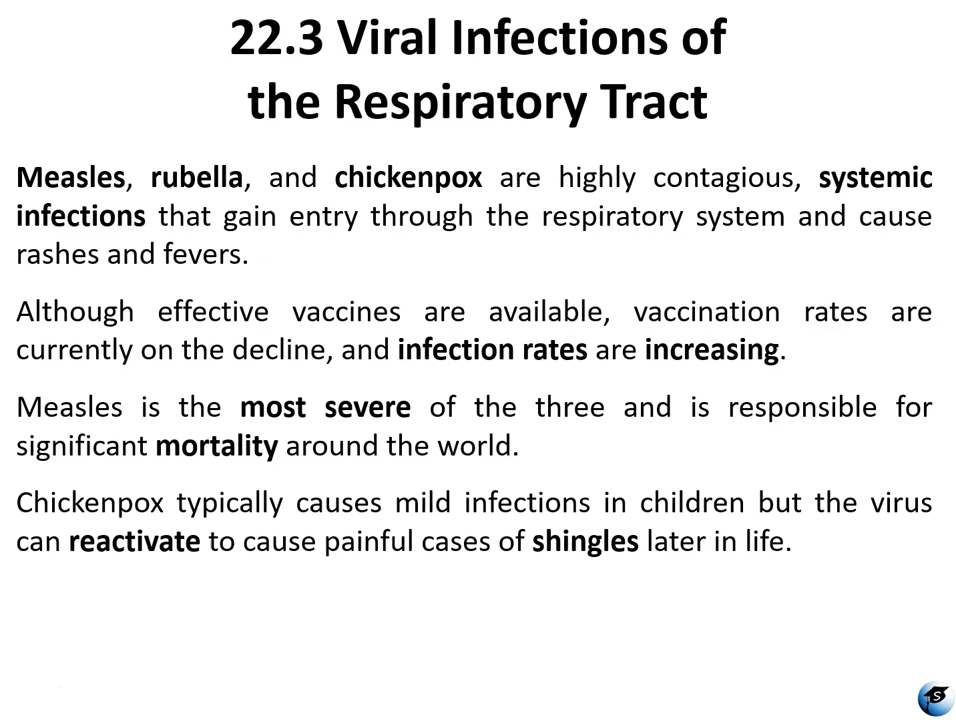 22.3 Viral Infections of
the Respiratory Tract
Measles, rubella, and chickenpox are highly contagious, systemic
infections that gain entry through the respiratory system and cause
rashes and fevers.
Although effective vaccines are available, vaccination rates are
currently on the decline, and infection rates are increasing.
Measles is the most severe of the three and is responsible for
significant mortality around the world.
Chickenpox typically causes mild infections in children but the virus
can reactivate to cause painful cases of shingles later in life.
S